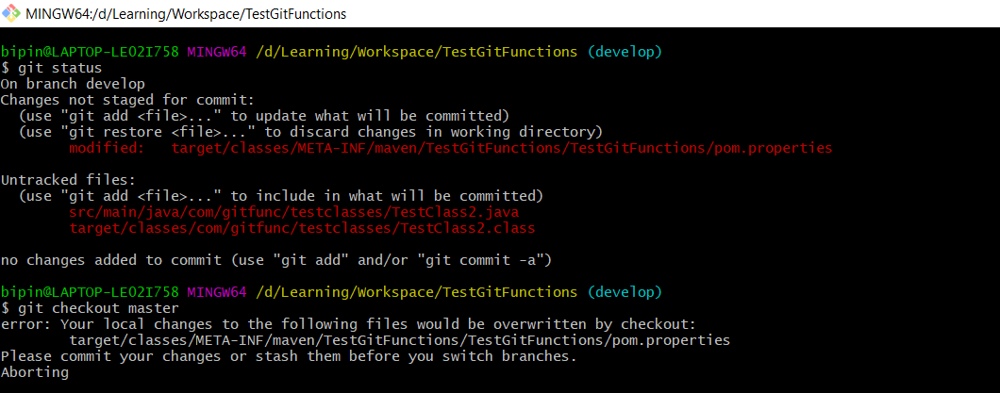 MINGW64:/d/Learning/Workspace/TestGitFunctions
bipin@LAPTOP-LE02I758 MINGW64 /d/Learning/Workspace/TestGitFunctions (develop)
$ git status
On branch develop
Changes not staged for commit:
  (use "git add <file>..." to update what will be committed)
  (use "git restore <file>..." to discard changes in working directory)
        modified:   target/classes/META-INF/maven/TestGitFunctions/TestGitFunctions/pom.properties
Untracked files:
  (use "git add <file>..." to include in what will be committed)
        src/main/java/com/gitfunc/testclasses/TestClass2.java
        target/classes/com/gitfunc/testclasses/TestClass2.class
no changes added to commit (use "git add" and/or "git commit -a")
bipin@LAPTOP-LE02I758 MINGW64 /d/Learning/Workspace/TestGitFunctions (develop)
$ git checkout master
error: Your local changes to the following files would be overwritten by checkout:
        target/classes/META-INF/maven/TestGitFunctions/TestGitFunctions/pom.properties
Please commit your changes or stash them before you switch branches.
Aborting